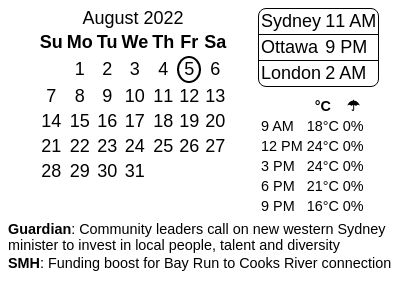 August 2022
Su Mo Tu We Th Fr Sa
1 2 3 4 5 6
7 8 9 10 11 12 13
14 15 16 17 18 19 20
21 22 23 24 25 26 27
28 29 30 31
Sydney 11 AM
Ottawa 9 PM
London 2 AM
°C ☂
9 AM 18°C 0%
12 PM 24°C 0%
3 PM 24°C 0%
6 PM 21°C 0%
9 PM 16°C 0%
Guardian: Community leaders call on new western Sydney
minister to invest in local people, talent and diversity
SMH: Funding boost for Bay Run to Cooks River connection